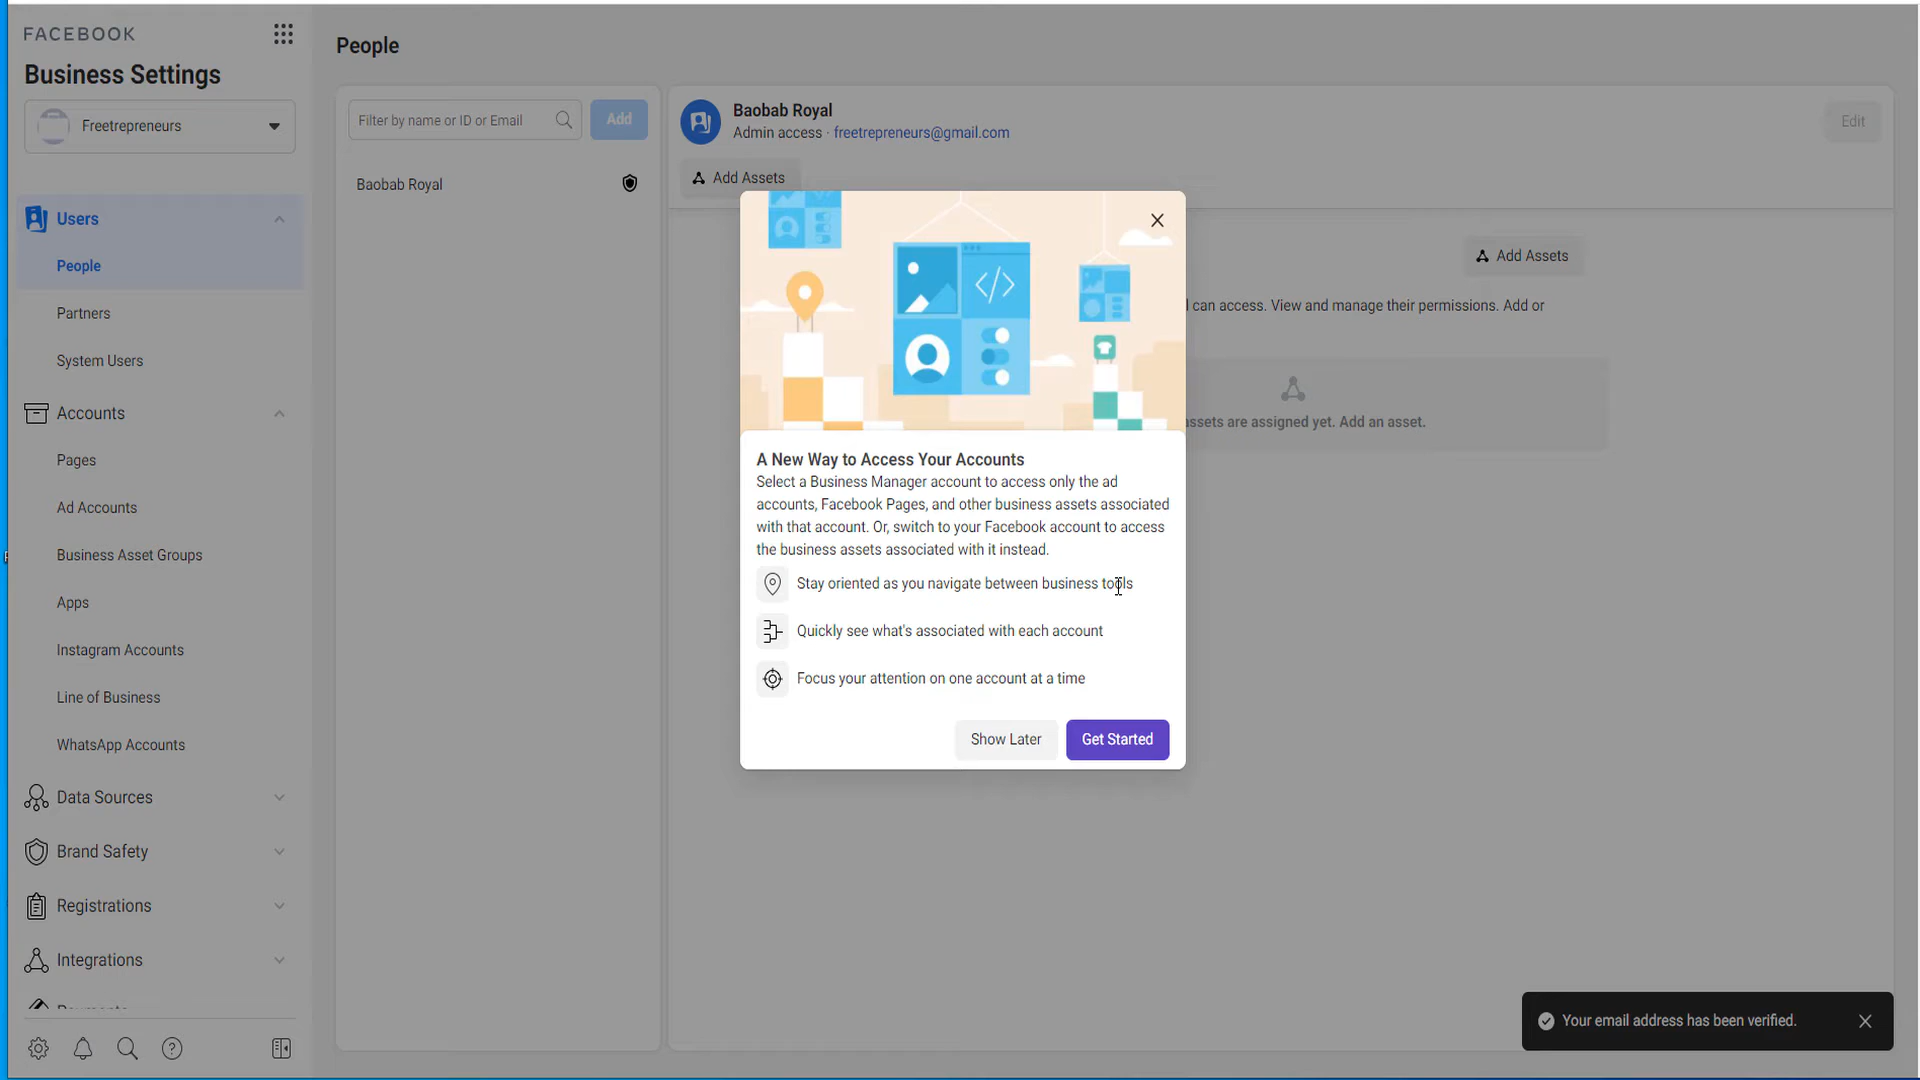 FACEBOOK
Business Settings
Freetrepreneurs
Users
People
Partners
System Users
Accounts
Pages
Ad Accounts
Business Asset Groups
Apps
Instagram Accounts
Line of Business
WhatsApp Accounts
Data Sources
Brand Safety
Registrations
Integrations
People
Filter by name or ID or Email
Add
Baobab Royal
Baobab Royal
Admin access · freetrepreneurs@gmail.com
Edit
Add Assets
Add Assets
can access. View and manage their permissions. Add or
assets are assigned yet. Add an asset.
A New Way to Access Your Accounts
Select a Business Manager account to access only the ad
accounts, Facebook Pages, and other business assets associated
with that account. Or, switch to your Facebook account to access
the business assets associated with it instead.
Stay oriented as you navigate between business tools
Quickly see what's associated with each account
Focus your attention on one account at a time
Show Later
Get Started
Your email address has been verified.